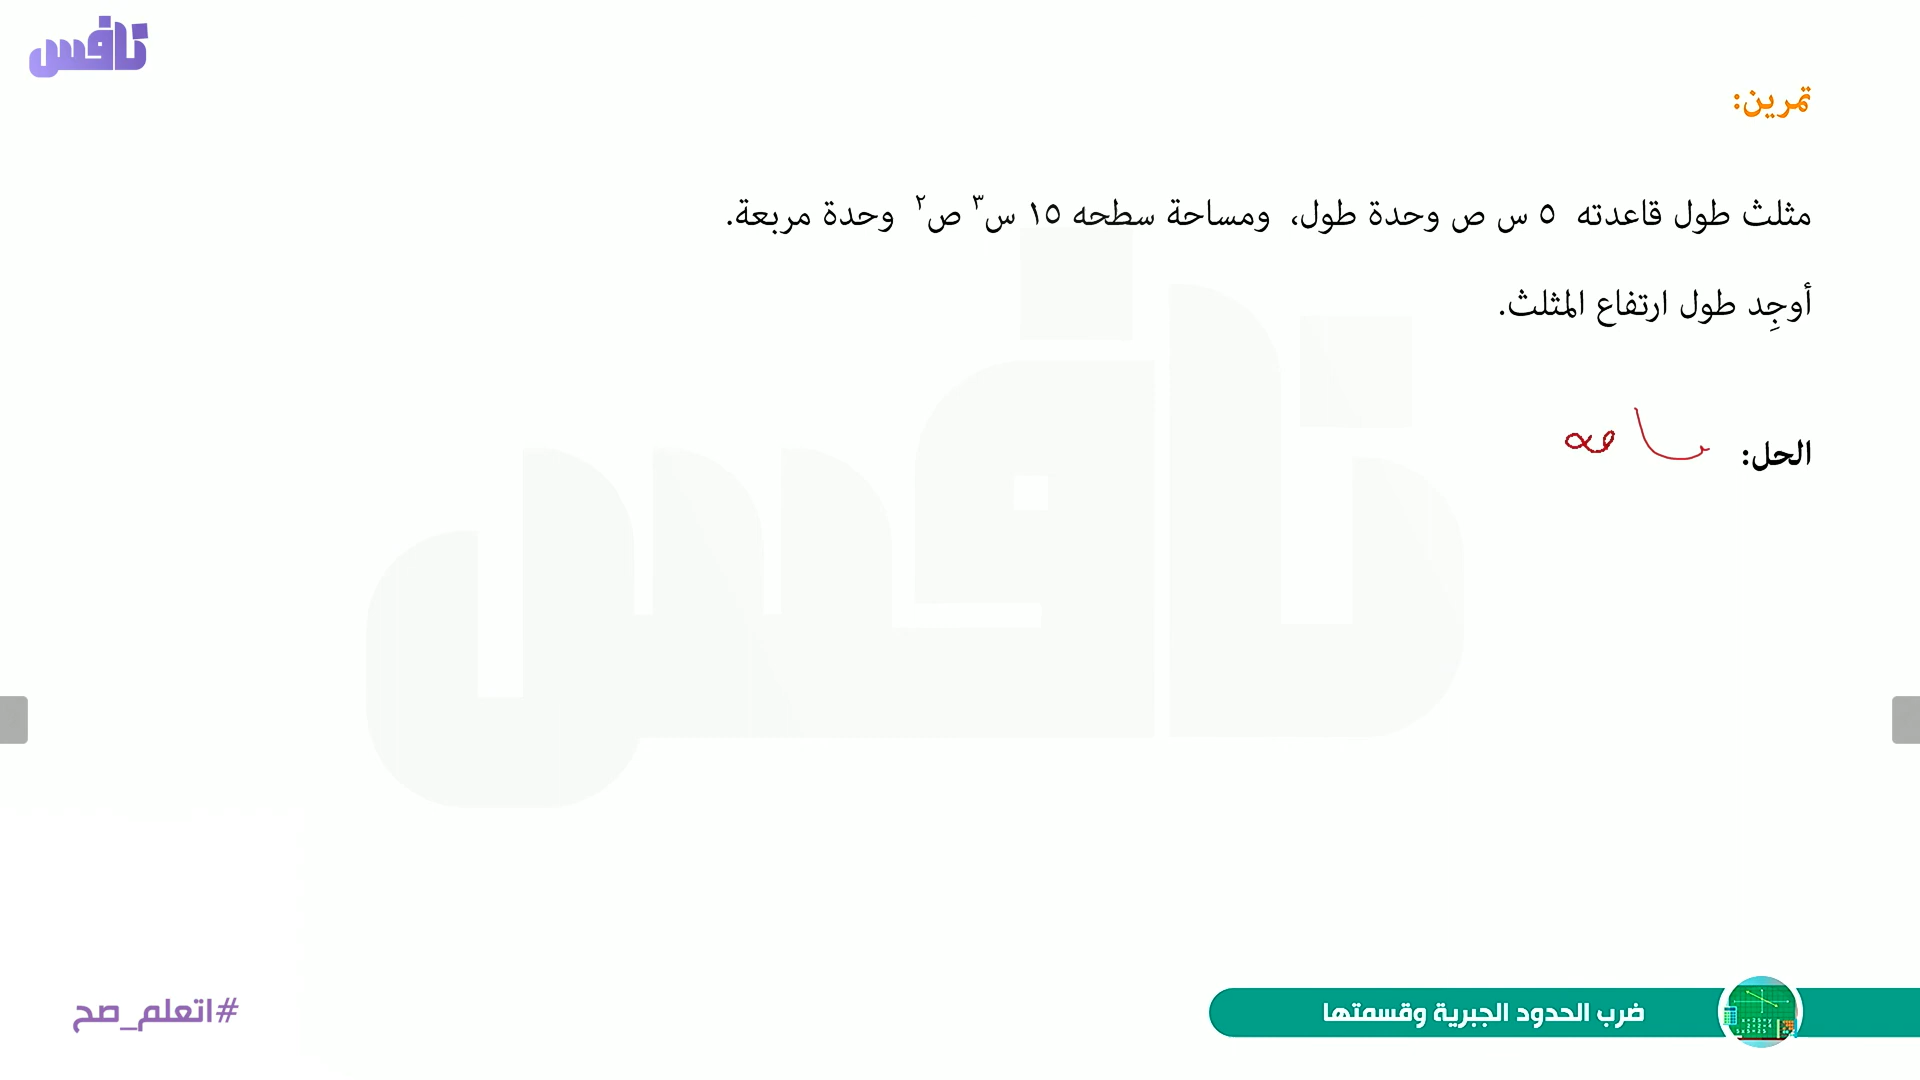 نافس
تمرين:
مثلث طول قاعدته ٥ س ص وحدة طول، ومساحة سطحه ١٥ س٣ ص٢ وحدة مربعة.
أوجِد طول ارتفاع المثلث.
الحل:
ضرب الحدود الجبرية وقسمتها
#اتعلم_صح